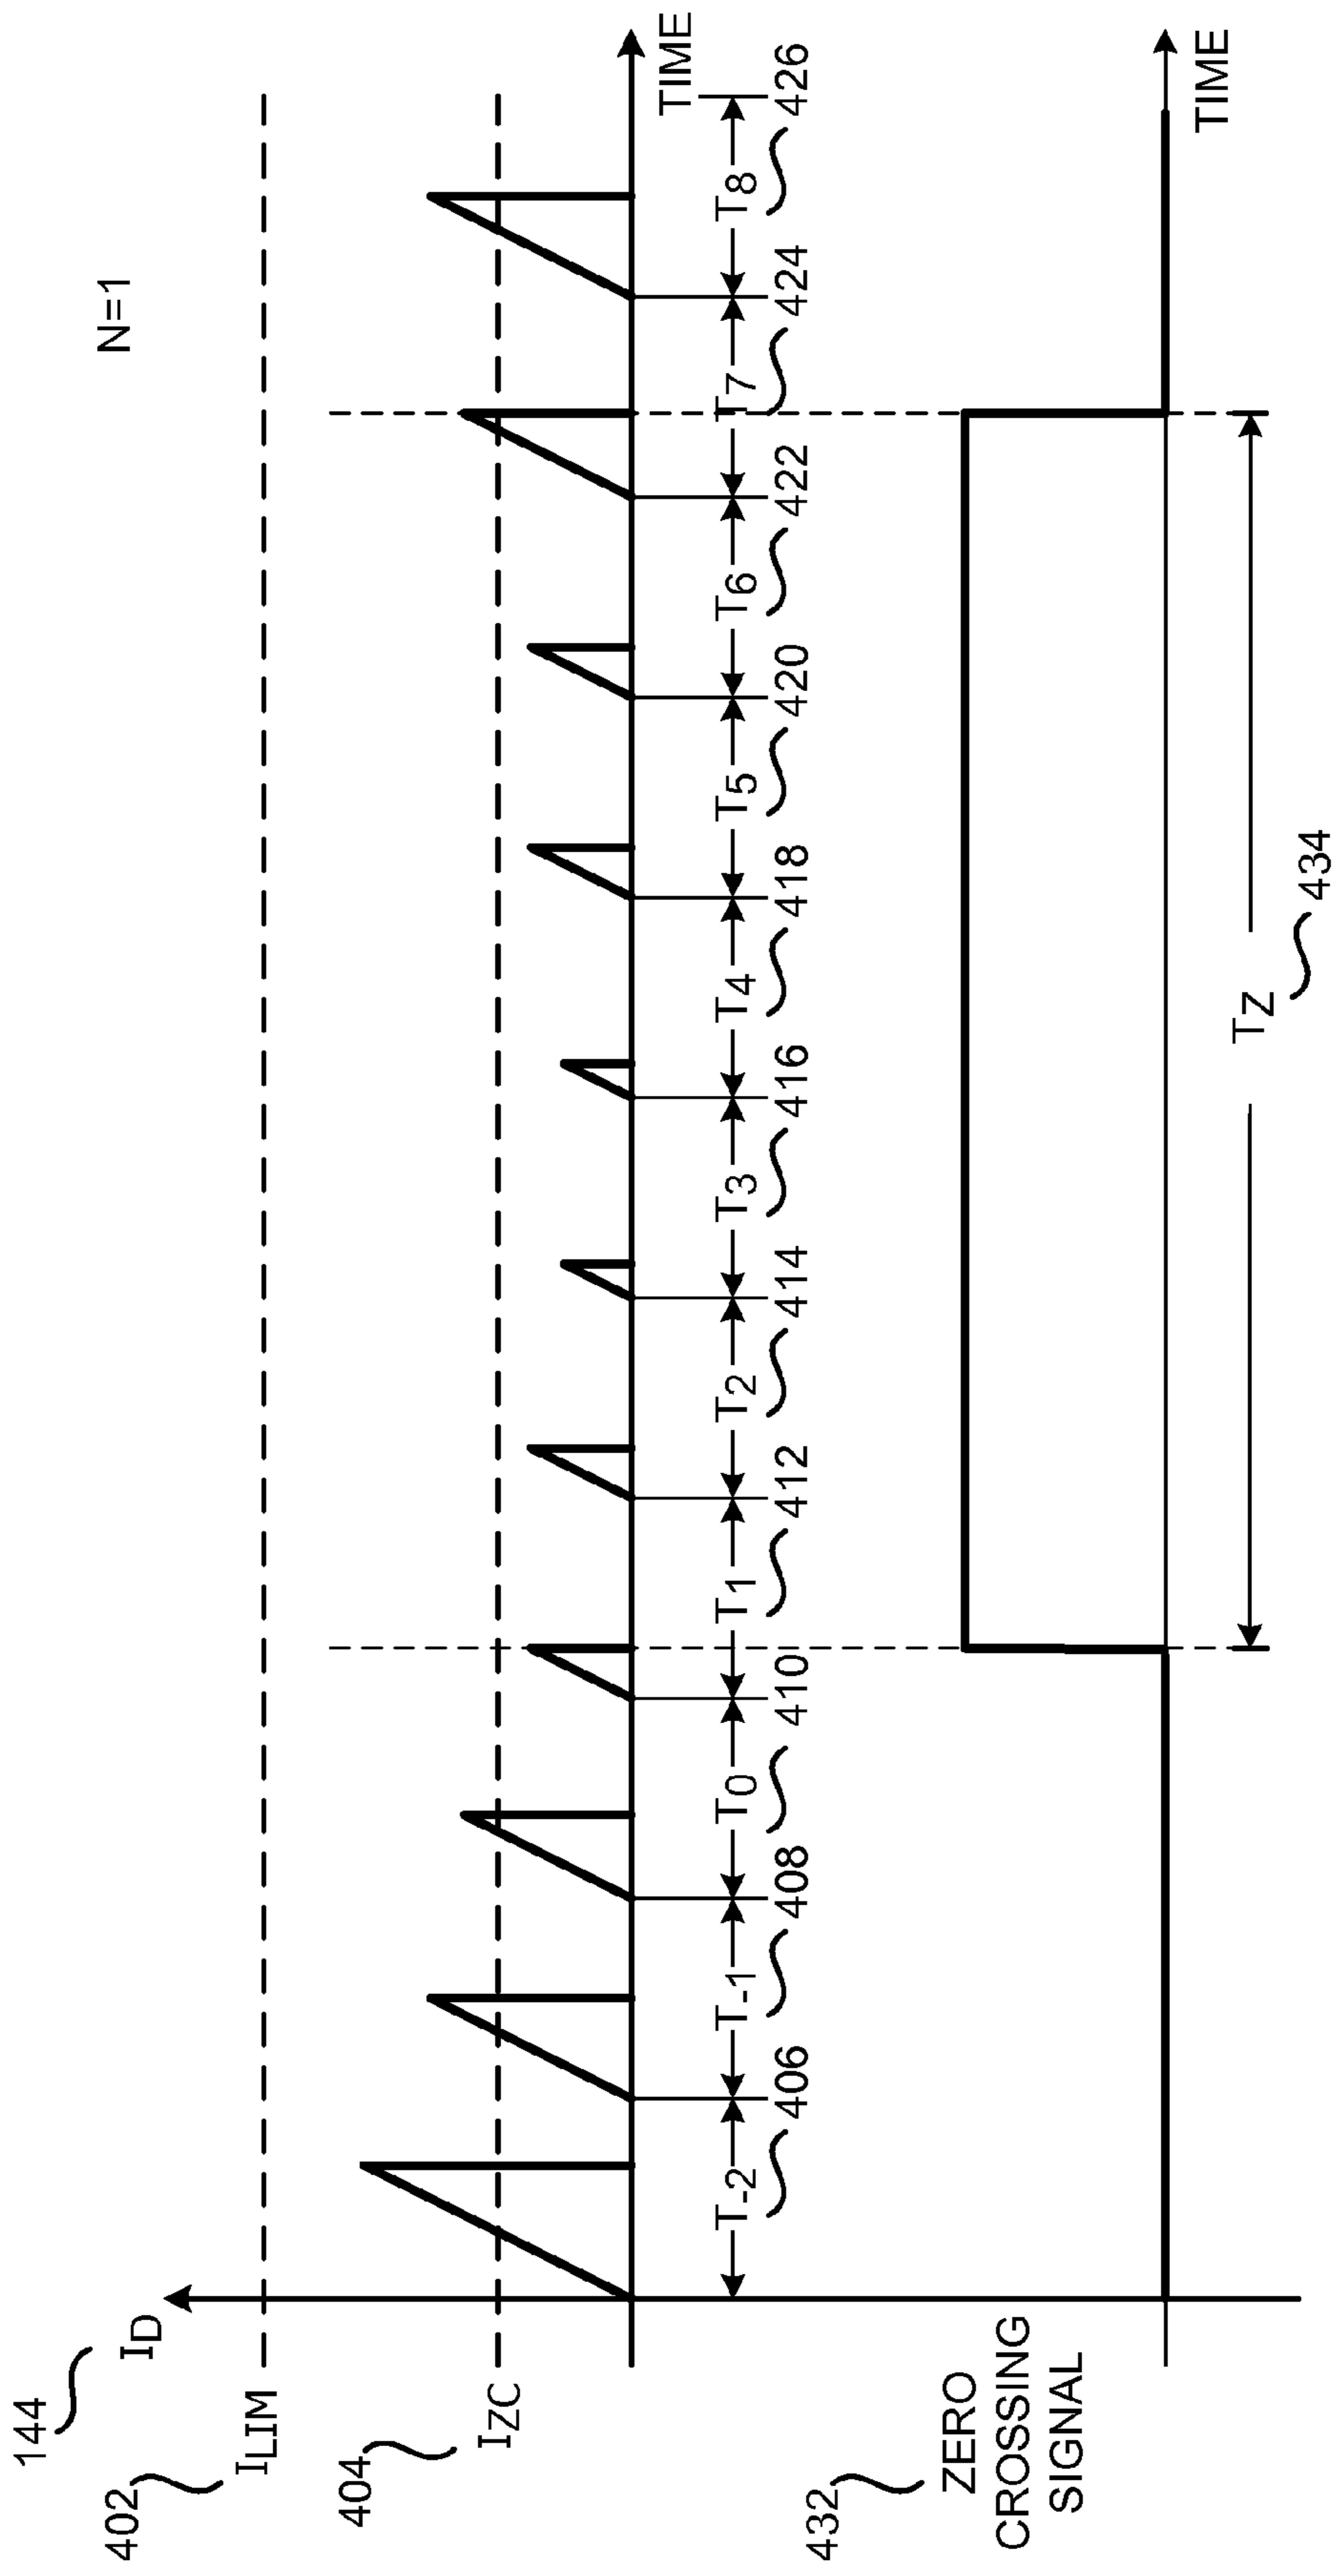 N=1
144
I_D
402
I_LIM
404
I_ZC
TIME
T_-2 T_-1 T_0 T_1 T_2 T_3 T_4 T_5 T_6 T_7 T_8
406 408 410 412 414 416 418 420 422 424 426
432
ZERO
CROSSING
SIGNAL
TIME
T_Z
434